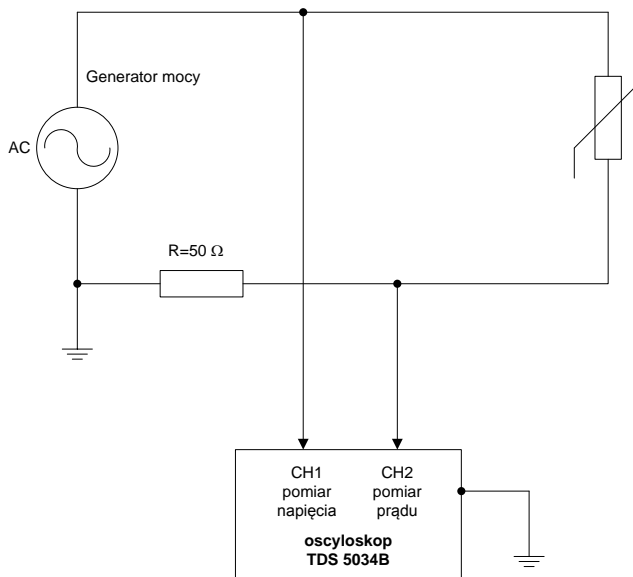 Generator mocy
AC
R=50 Ω
CH1
pomiar
napięcia
CH2
pomiar
prądu
oscyloskop
TDS 5034B